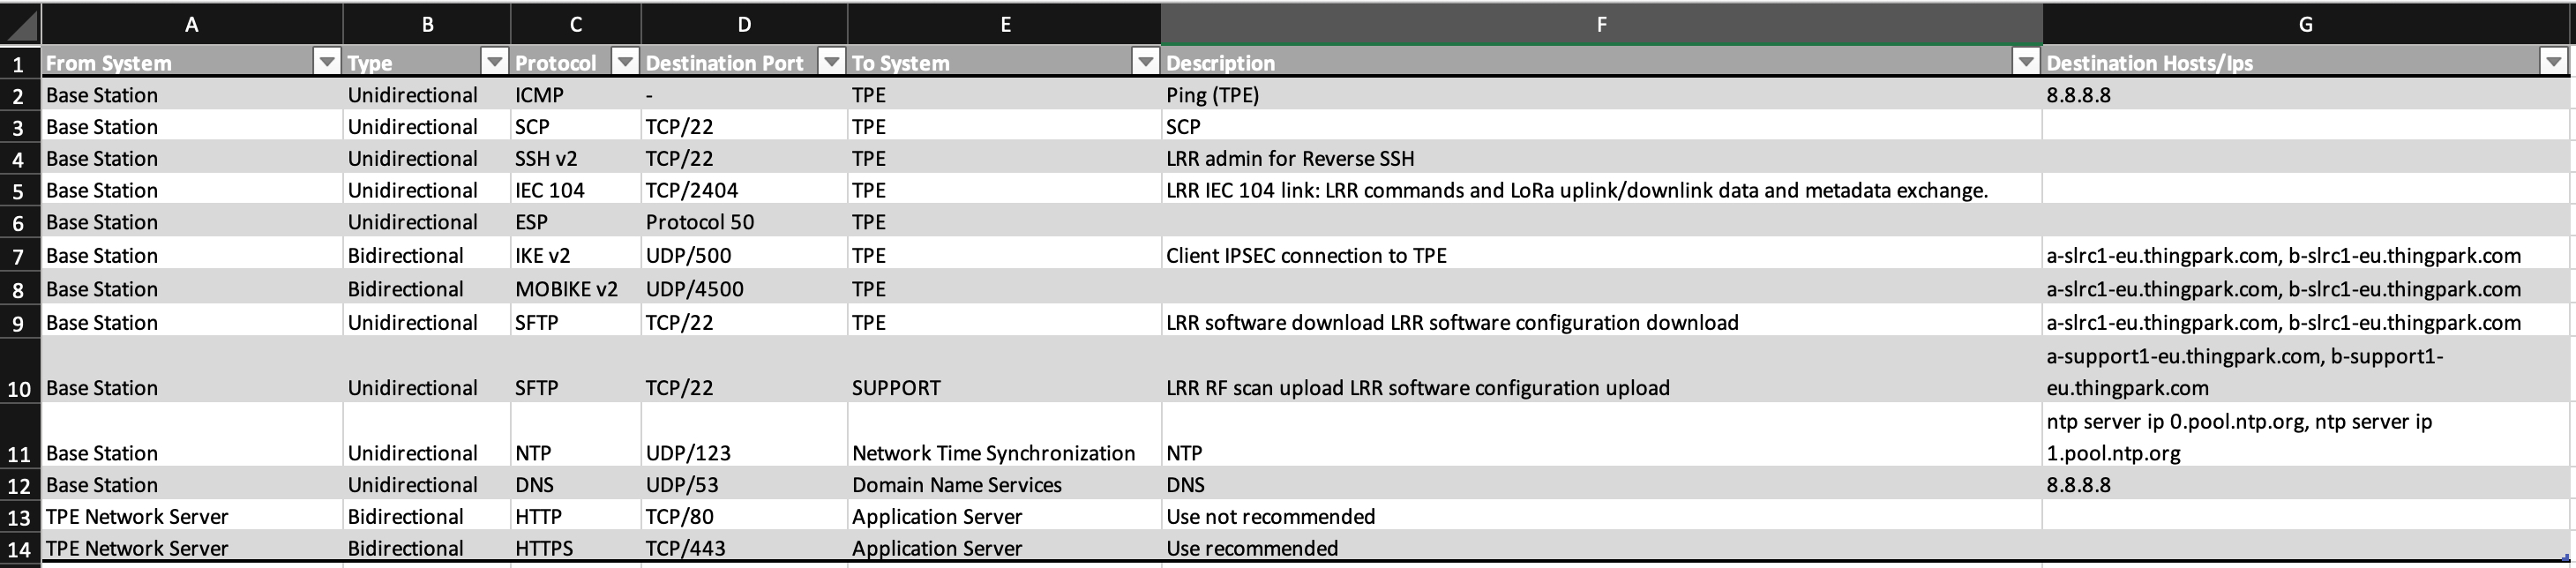 A B C D E F G
1 From System Type Protocol Destination Port To System Description Destination Hosts/Ips
2 Base Station Unidirectional ICMP - TPE Ping (TPE) 8.8.8.8
3 Base Station Unidirectional SCP TCP/22 TPE SCP
4 Base Station Unidirectional SSH v2 TCP/22 TPE LRR admin for Reverse SSH
5 Base Station Unidirectional IEC 104 TCP/2404 TPE LRR IEC 104 link: LRR commands and LoRa uplink/downlink data and metadata exchange.
6 Base Station Unidirectional ESP Protocol 50 TPE
7 Base Station Bidirectional IKE v2 UDP/500 TPE Client IPSEC connection to TPE a-slrc1-eu.thingpark.com, b-slrc1-eu.thingpark.com
8 Base Station Bidirectional MOBIKE v2 UDP/4500 TPE a-slrc1-eu.thingpark.com, b-slrc1-eu.thingpark.com
9 Base Station Unidirectional SFTP TCP/22 TPE LRR software download LRR software configuration download a-slrc1-eu.thingpark.com, b-slrc1-eu.thingpark.com
a-support1-eu.thingpark.com, b-support1-
10 Base Station Unidirectional SFTP TCP/22 SUPPORT LRR RF scan upload LRR software configuration upload eu.thingpark.com
ntp server ip 0.pool.ntp.org, ntp server ip
11 Base Station Unidirectional NTP UDP/123 Network Time Synchronization NTP 1.pool.ntp.org
12 Base Station Unidirectional DNS UDP/53 Domain Name Services DNS 8.8.8.8
13 TPE Network Server Bidirectional HTTP TCP/80 Application Server Use not recommended
14 TPE Network Server Bidirectional HTTPS TCP/443 Application Server Use recommended